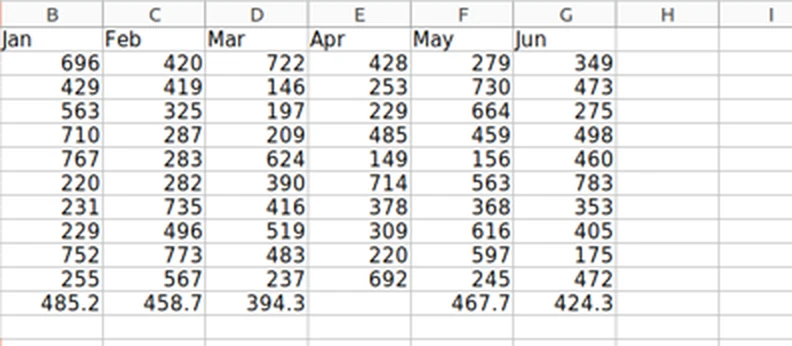 B C D E F G H I
Jan Feb Mar Apr May Jun
696 420 722 428 279 349
429 419 146 253 730 473
563 325 197 229 664 275
710 287 209 485 459 498
767 283 624 149 156 460
220 282 390 714 563 783
231 735 416 378 368 353
229 496 519 309 616 405
752 773 483 220 597 175
255 567 237 692 245 472
485.2 458.7 394.3 467.7 424.3